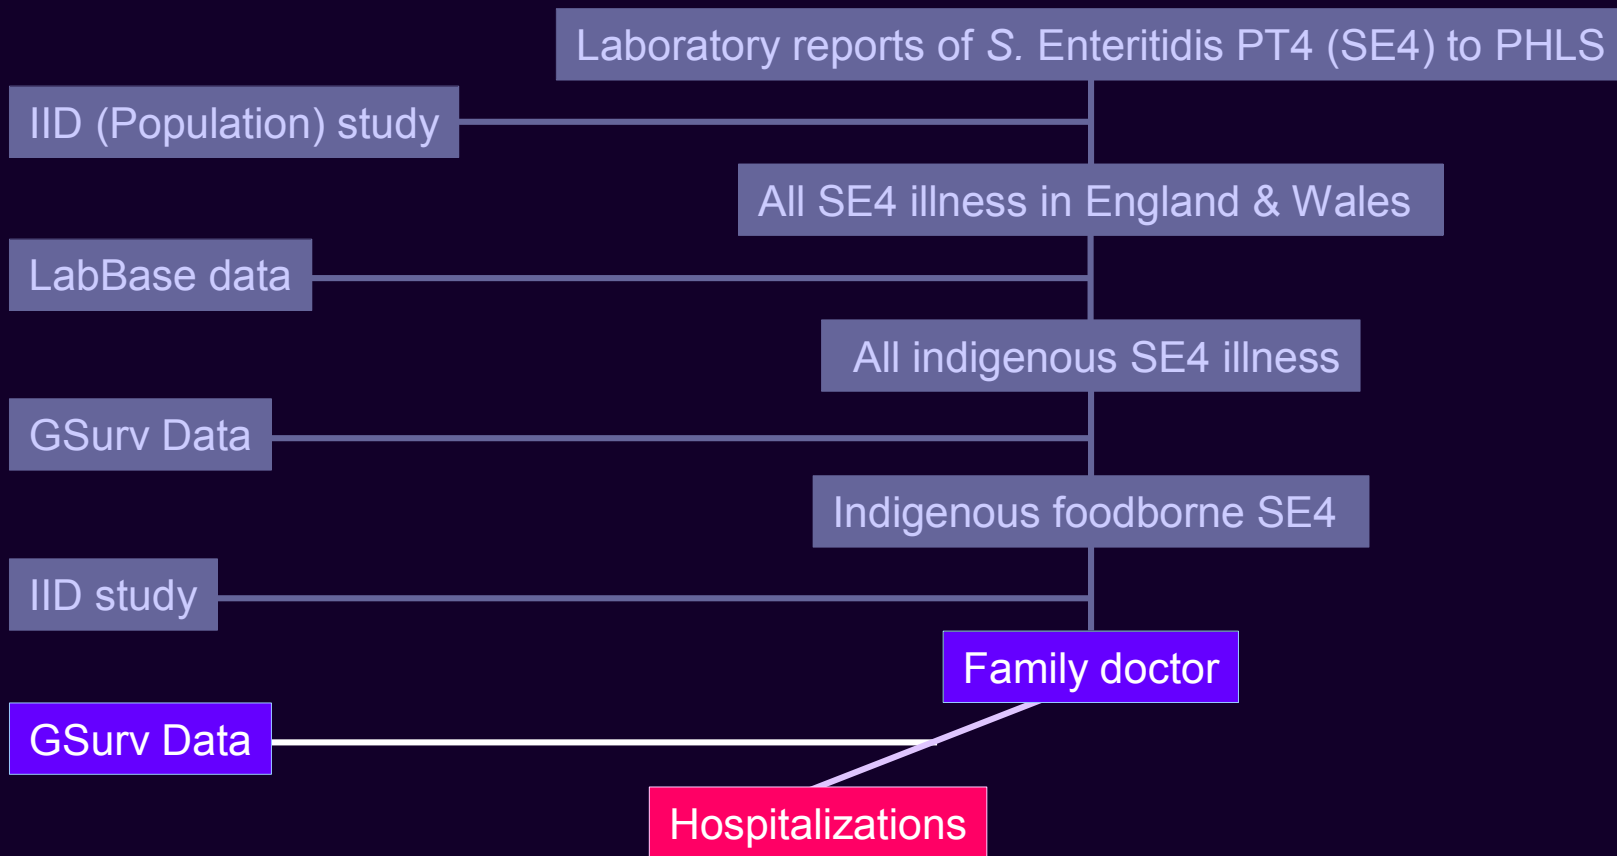 Laboratory reports of S. Enteritidis PT4 (SE4) to PHLS
IID (Population) study
All SE4 illness in England & Wales
LabBase data
All indigenous SE4 illness
GSurv Data
Indigenous foodborne SE4
IID study
Family doctor
GSurv Data
Hospitalizations